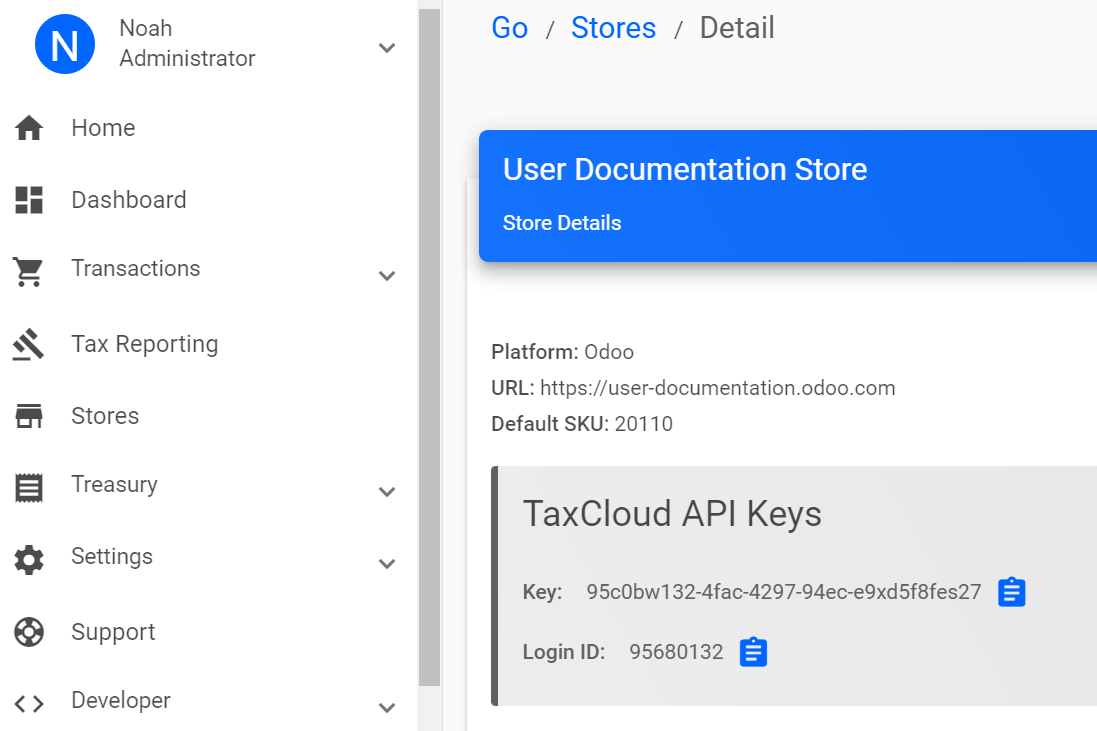 N
Noah
Administrator
Home
Dashboard
Transactions
Tax Reporting
Stores
Treasury
Settings
Support
Developer
Go / Stores / Detail
User Documentation Store
Store Details
Platform: Odoo
URL: https://user-documentation.odoo.com
Default SKU: 20110
TaxCloud API Keys
Key: 95c0bw132-4fac-4297-94ec-e9xd5f8fes27
Login ID: 95680132